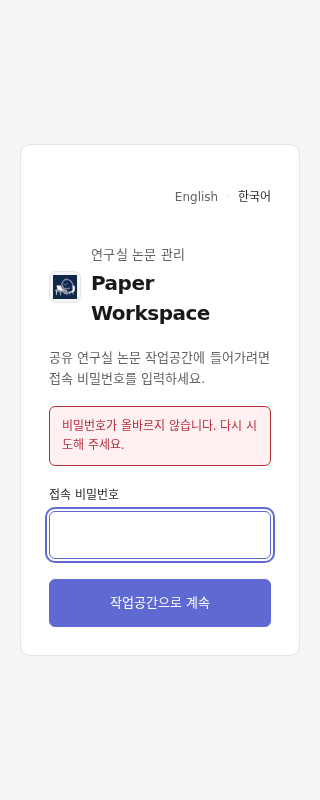 English · 한국어
연구실 논문 관리
Paper
Workspace
공유 연구실 논문 작업공간에 들어가려면
접속 비밀번호를 입력하세요.
비밀번호가 올바르지 않습니다. 다시 시
도해 주세요.
접속 비밀번호
작업공간으로 계속